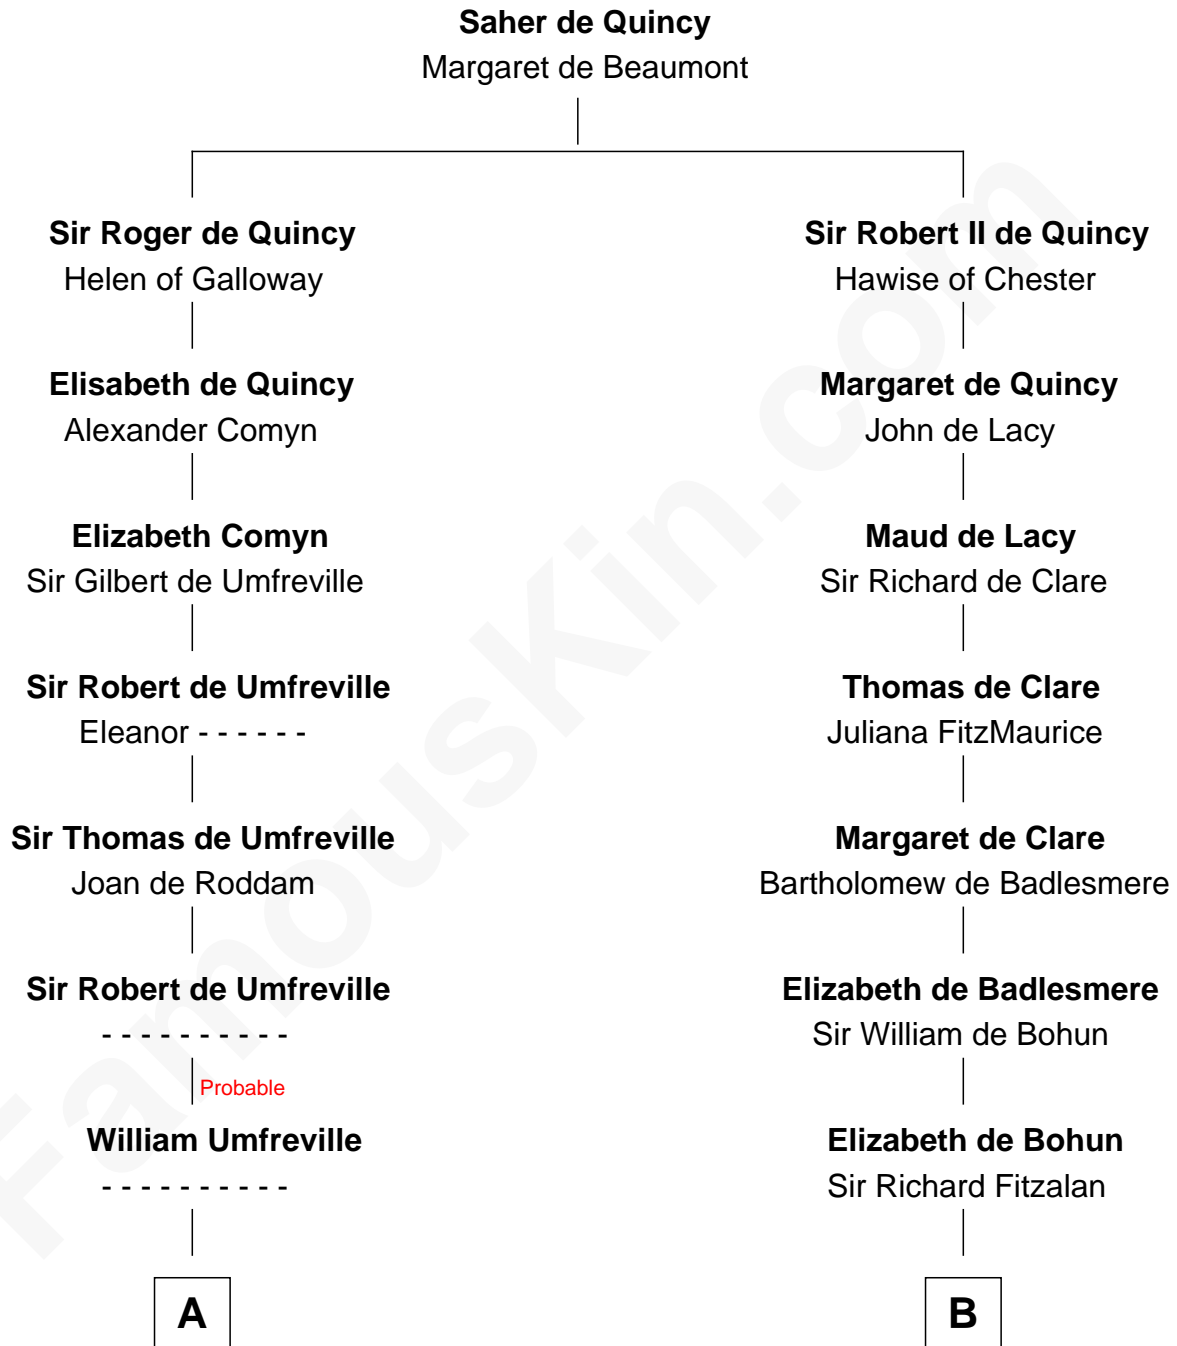 Saher de Quincy
Margaret de Beaumont
Sir Roger de Quincy
Helen of Galloway
Sir Robert II de Quincy
Hawise of Chester
Elisabeth de Quincy
Alexander Comyn
Margaret de Quincy
John de Lacy
Elizabeth Comyn
Sir Gilbert de Umfreville
Maud de Lacy
Sir Richard de Clare
Sir Robert de Umfreville
Eleanor - - - - - -
Thomas de Clare
Juliana FitzMaurice
Sir Thomas de Umfreville
Joan de Roddam
Margaret de Clare
Bartholomew de Badlesmere
Sir Robert de Umfreville
- - - - - - - - - -
Elizabeth de Badlesmere
Sir William de Bohun
Probable
William Umfreville
- - - - - - - - - -
Elizabeth de Bohun
Sir Richard Fitzalan
A
B
FamousKin.com